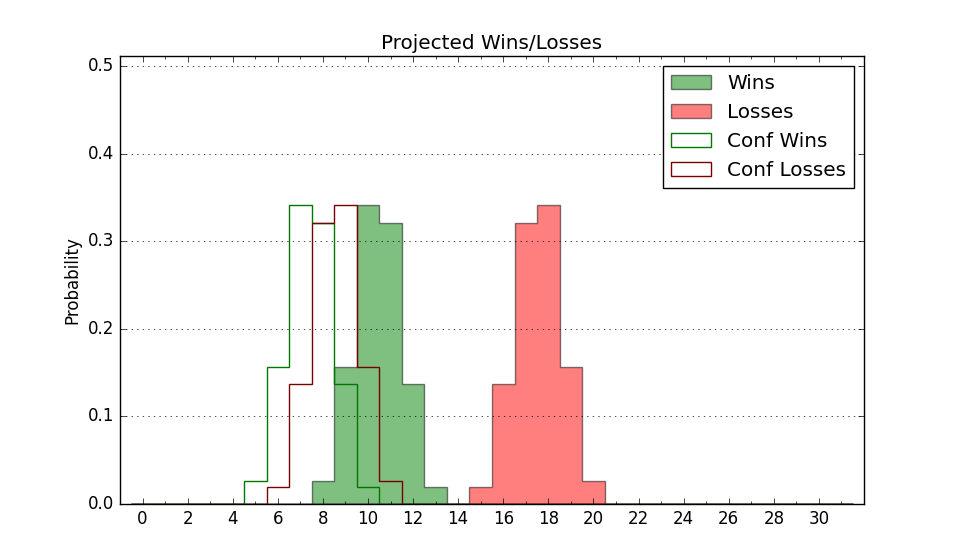 Projected Wins/Losses
0.5
0.4
0.3
0.2
0.1
0.0
Probability
Wins
Losses
Conf Wins
Conf Losses
0 2 4 6 8 10 12 14 16 18 20 22 24 26 28 30